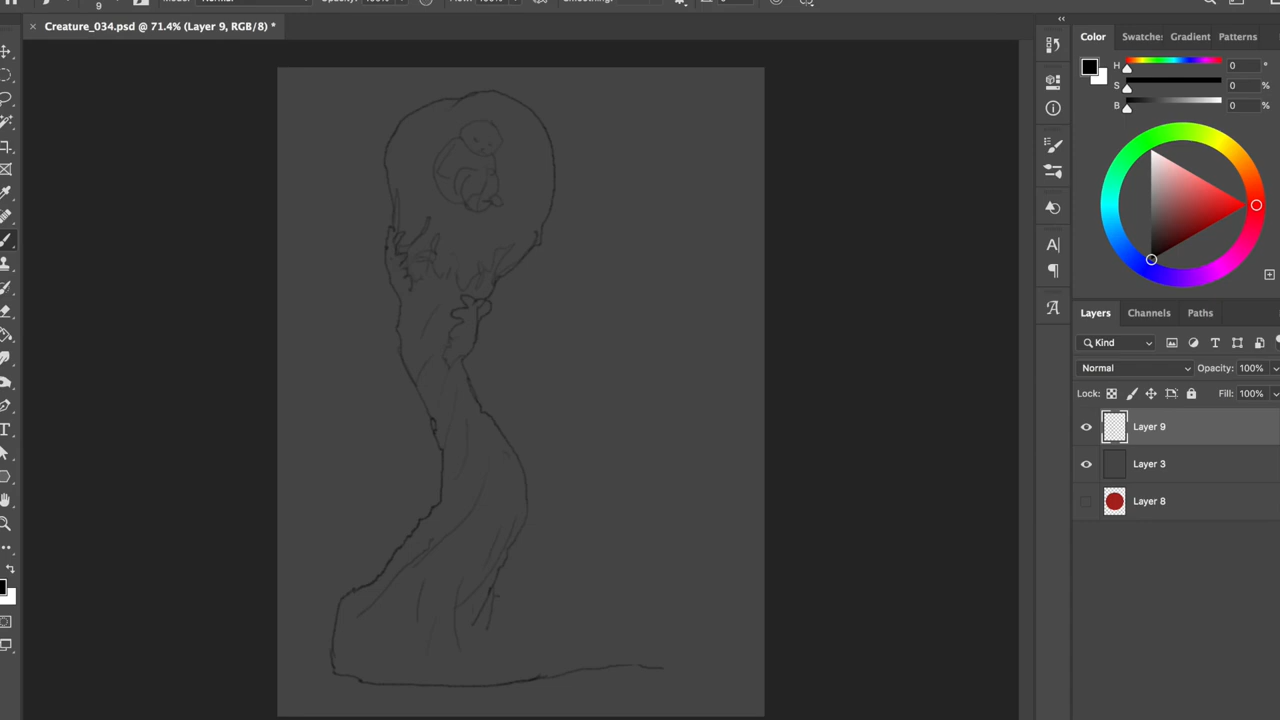 9
Creature_034.psd @ 71.4% (Layer 9, RGB/8) *
Color Swatches Gradient Patterns
H 0 °
S 0 %
B 0 %
Layers Channels Paths
Kind
Normal Opacity: 100%
Lock: Fill: 100%
Layer 9
Layer 3
Layer 8